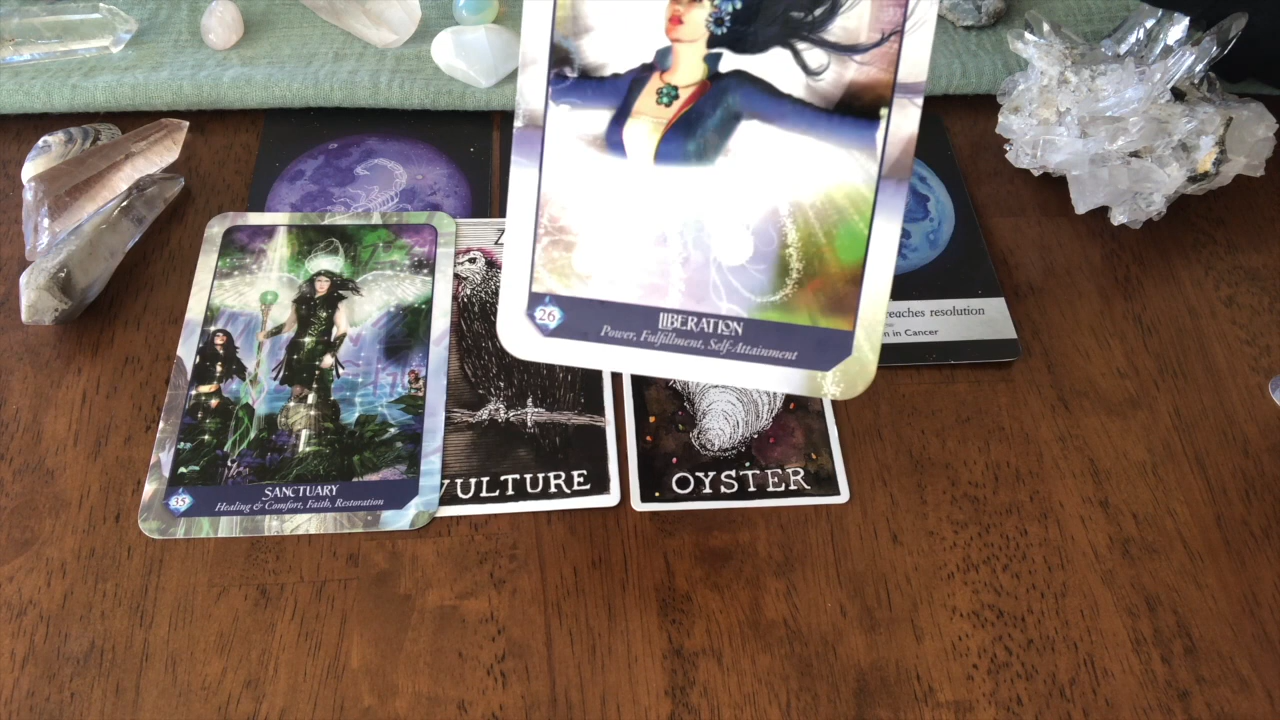 26
LIBERATION
Power, Fulfillment, Self-Attainment
reaches resolution
n in Cancer
35
SANCTUARY
Healing & Comfort, Faith, Restoration
VULTURE
OYSTER